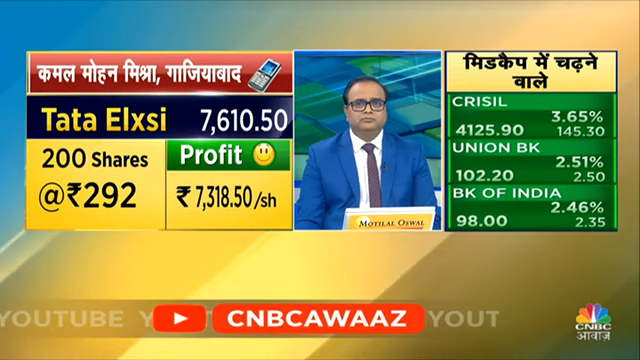 कमल मोहन मिश्रा, गाजियाबाद
Tata Elxsi 7,610.50
200 Shares
@₹292
Profit
₹ 7,318.50/sh
MOTILAL OSWAL
मिडकैप में चढ़ने
वाले
CRISIL
3.65%
4125.90 145.30
UNION BK
2.51%
102.20 2.50
BK OF INDIA
2.46%
98.00 2.35
YOUTUBE Y CNBCAWAAZ YOUT
CNBC
आवाज़